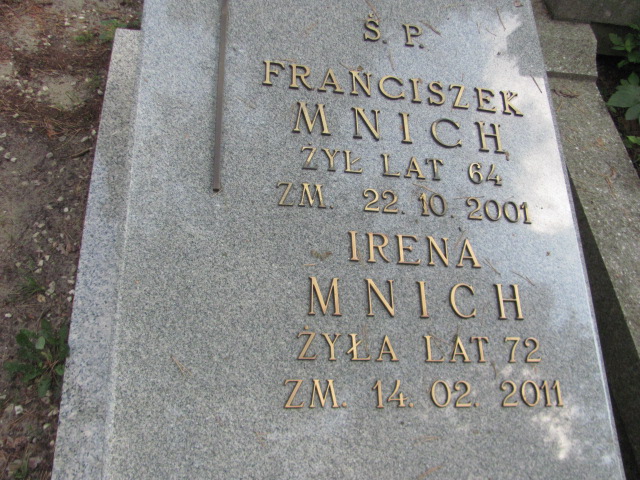 Ś. P.
FRANCISZEK
MNICH
ŻYŁ LAT 64
ZM. 22.10.2001
IRENA
MNICH
ŻYŁA LAT 72
ZM. 14.02.2011